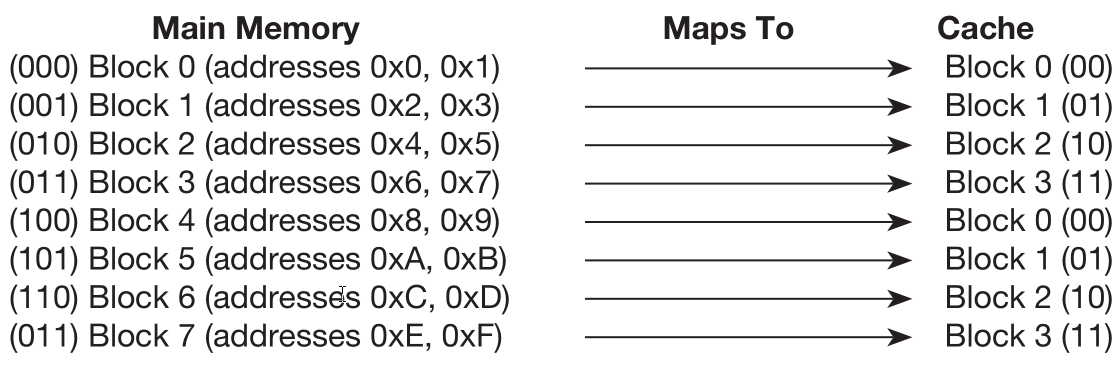 Main Memory Maps To Cache
(000) Block 0 (addresses 0x0, 0x1) Block 0 (00)
(001) Block 1 (addresses 0x2, 0x3) Block 1 (01)
(010) Block 2 (addresses 0x4, 0x5) Block 2 (10)
(011) Block 3 (addresses 0x6, 0x7) Block 3 (11)
(100) Block 4 (addresses 0x8, 0x9) Block 0 (00)
(101) Block 5 (addresses 0xA, 0xB) Block 1 (01)
(110) Block 6 (addresses 0xC, 0xD) Block 2 (10)
(011) Block 7 (addresses 0xE, 0xF) Block 3 (11)